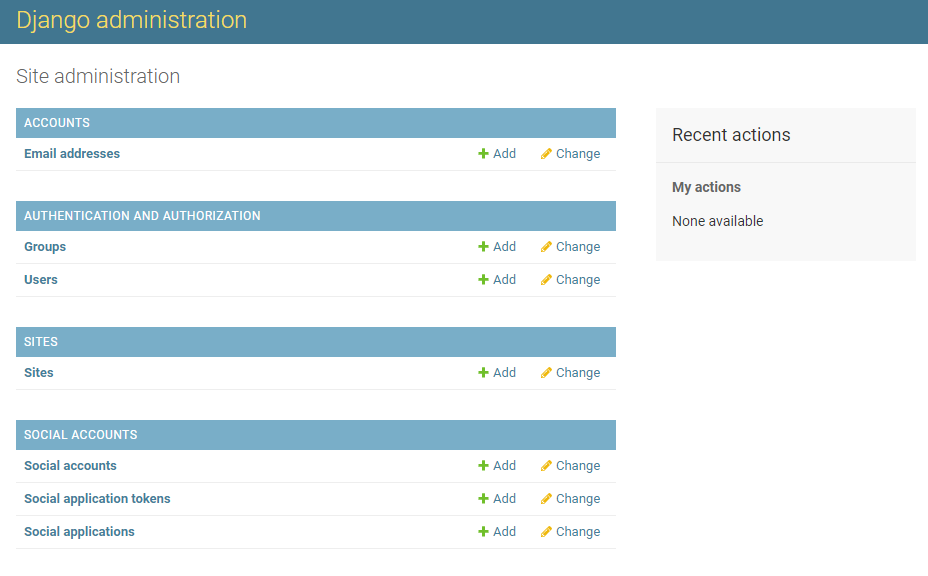 Django administration
Site administration
ACCOUNTS
Email addresses Add Change
AUTHENTICATION AND AUTHORIZATION
Groups Add Change
Users Add Change
SITES
Sites Add Change
SOCIAL ACCOUNTS
Social accounts Add Change
Social application tokens Add Change
Social applications Add Change
Recent actions
My actions
None available